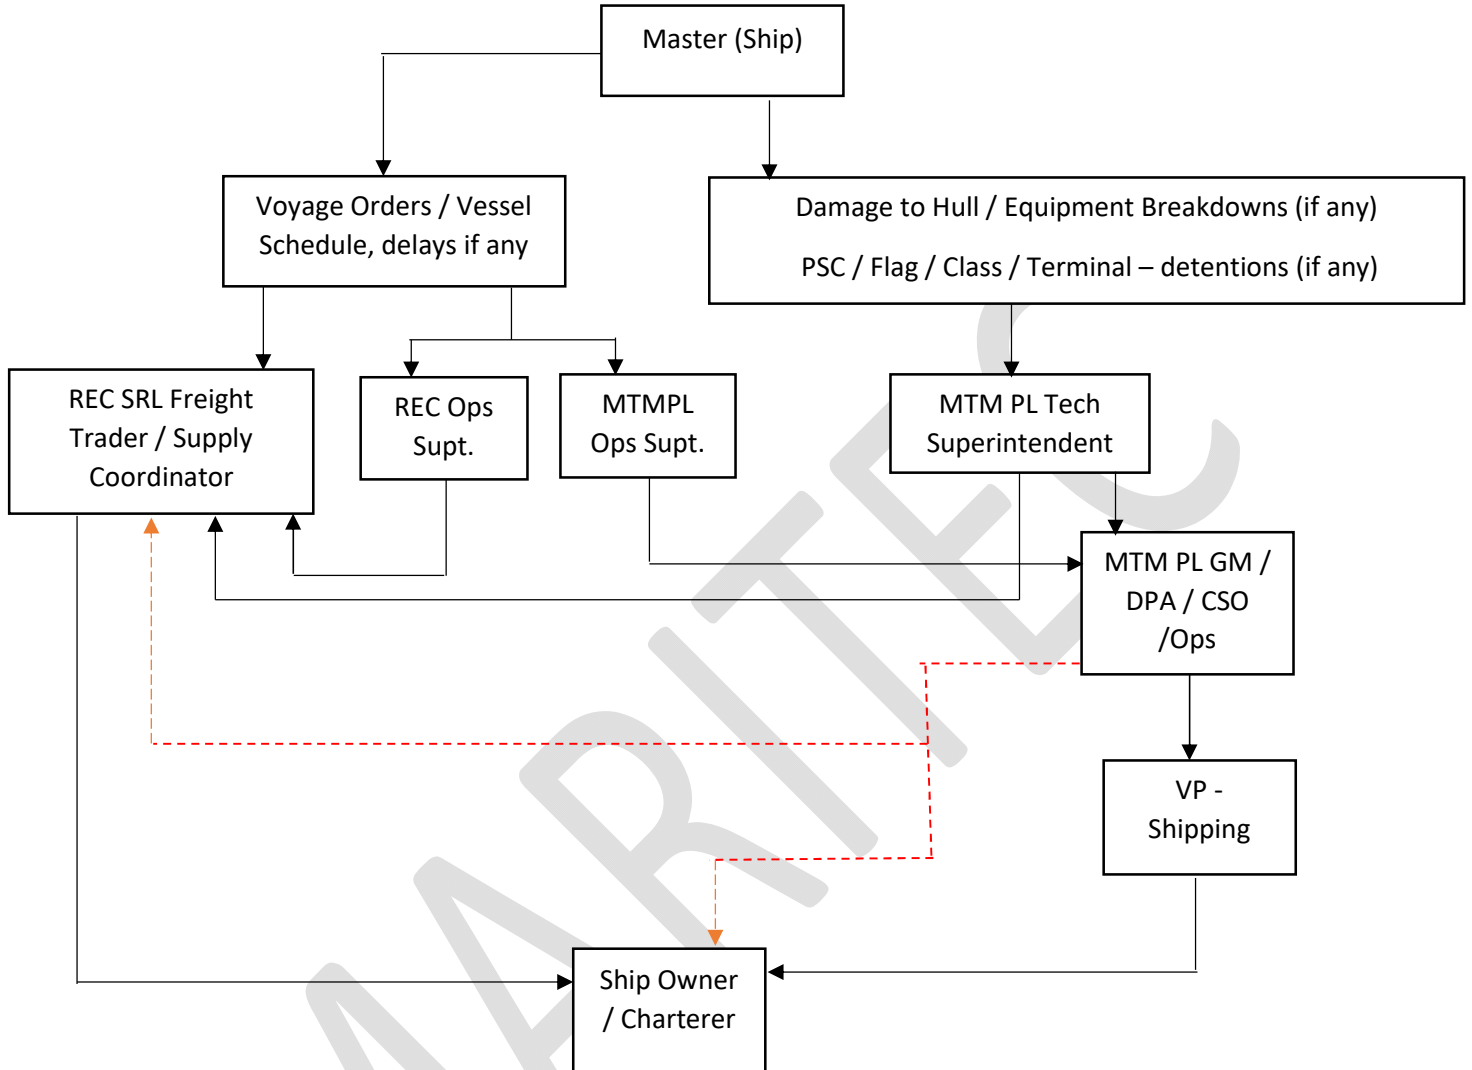 Master (Ship)
Voyage Orders / Vessel
Schedule, delays if any
Damage to Hull / Equipment Breakdowns (if any)
PSC / Flag / Class / Terminal – detentions (if any)
REC SRL Freight
Trader / Supply
Coordinator
REC Ops
Supt.
MTMPL
Ops Supt.
MTM PL Tech
Superintendent
MTM PL GM /
DPA / CSO
/Ops
VP -
Shipping
Ship Owner
/ Charterer
MARITEC